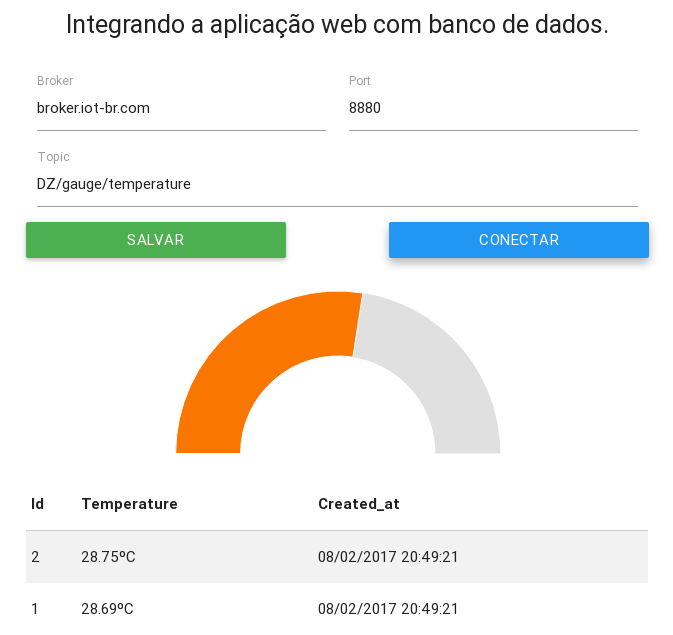 Integrando a aplicação web com banco de dados.
Broker Port
broker.iot-br.com 8880
Topic
DZ/gauge/temperature
SALVAR CONECTAR
Id Temperature Created_at
2 28.75ºC 08/02/2017 20:49:21
1 28.69ºC 08/02/2017 20:49:21